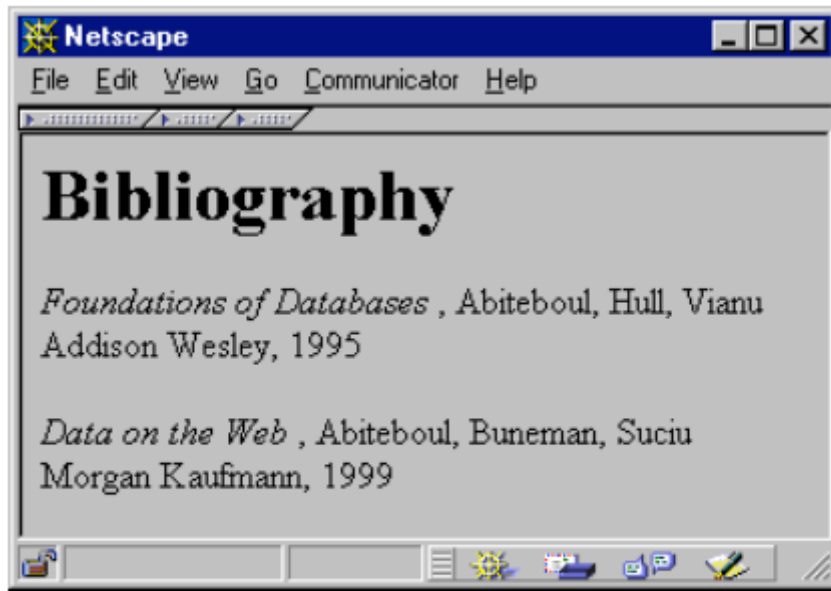 Netscape
File Edit View Go Communicator Help
Bibliography
Foundations of Databases , Abiteboul, Hull, Vianu
Addison Wesley, 1995
Data on the Web , Abiteboul, Buneman, Suciu
Morgan Kaufmann, 1999